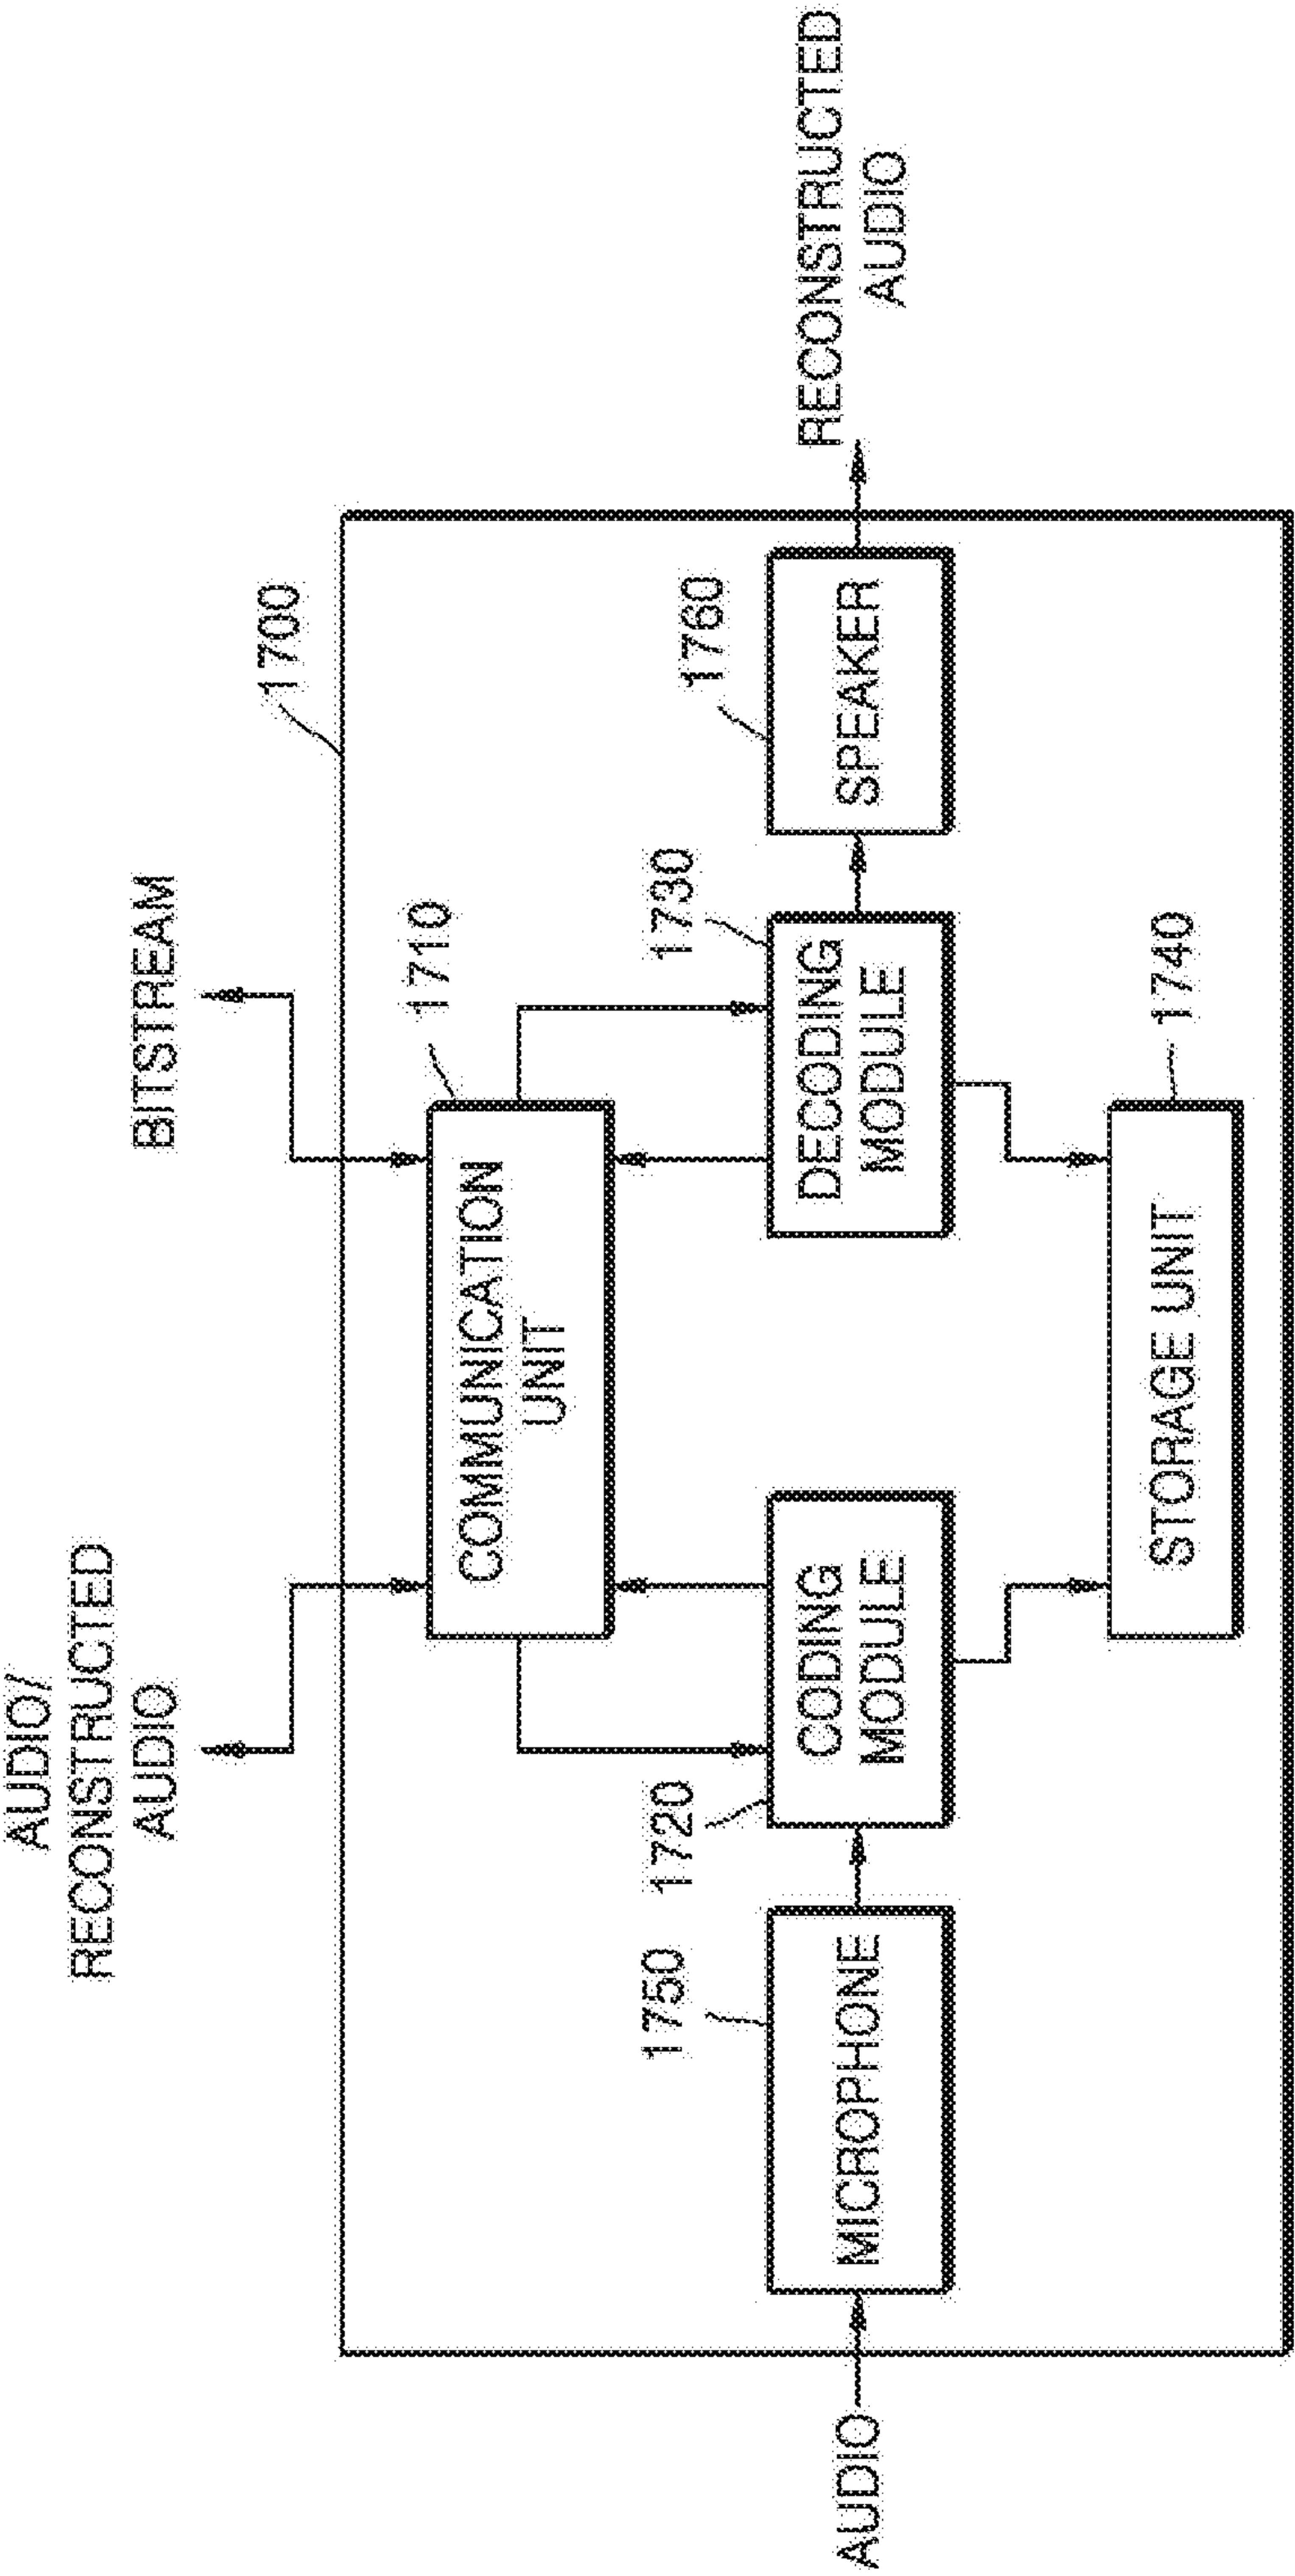 AUDIO/
RECONSTRUCTED
AUDIO
BITSTREAM
1700
COMMUNICATION
UNIT
1710
1750
1720
1730
1760
AUDIO
MICROPHONE
CODING
MODULE
DECODING
MODULE
SPEAKER
RECONSTRUCTED
AUDIO
STORAGE UNIT
1740